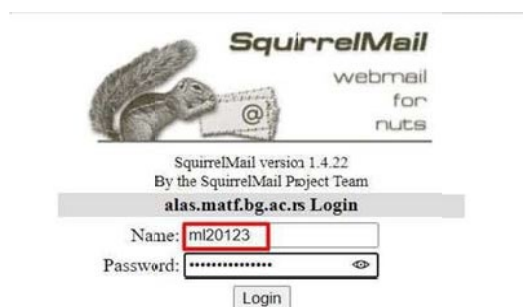 SquirrelMail
webmail
for
nuts
@
SquirrelMail version 1.4.22
By the SquirrelMail Project Team
alas.matf.bg.ac.rs Login
Name: ml20123
Password: •••••••••••••••
Login